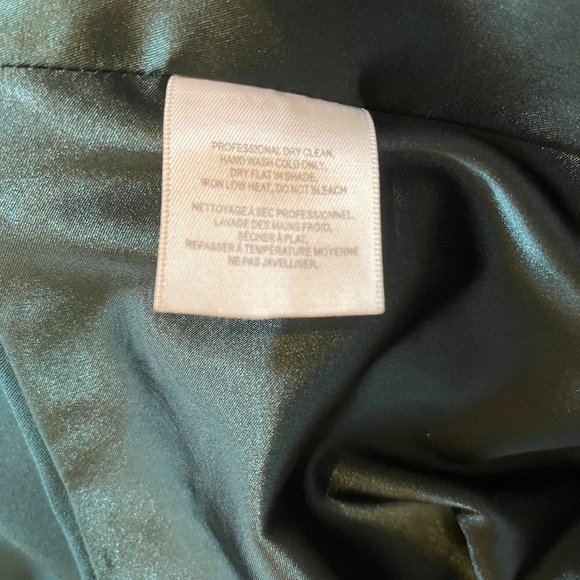 PROFESSIONAL DRY CLEAN.
HAND WASH COLD ONLY.
DRY FLAT IN SHADE.
IRON LOW HEAT, DO NOT BLEACH
NETTOYAGE À SEC PROFESSIONNEL.
LAVAGE DES MAINS FROID.
SÉCHER À PLAT.
REPASSER À TEMPÉRATURE MOYENNE
NE PAS JAVELLISER.